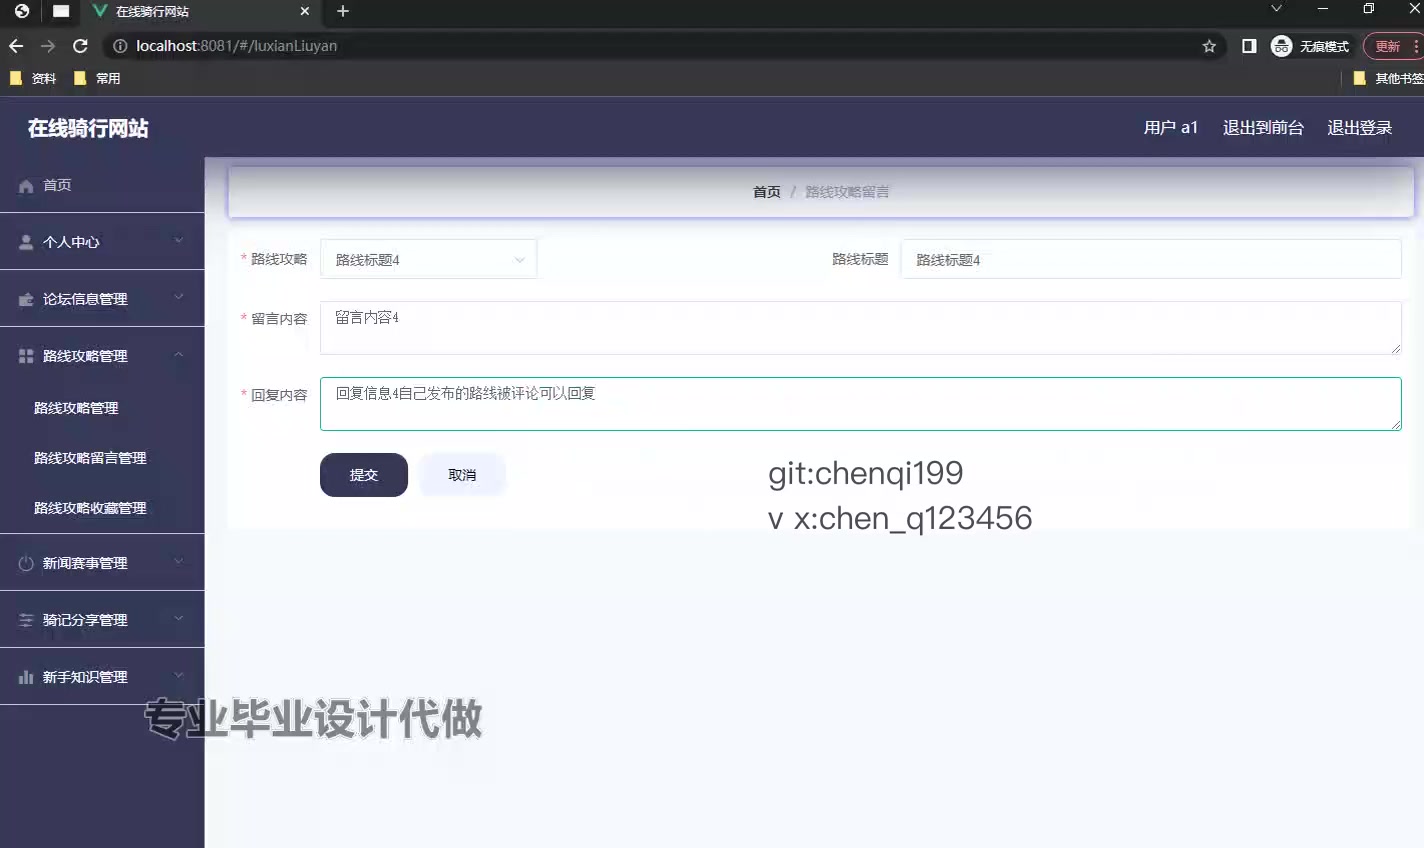 在线骑行网站
localhost:8081/#/luxianLiuyan
无痕模式
更新
资料
常用
其他书签
在线骑行网站
用户 a1
退出到前台
退出登录
首页
个人中心
论坛信息管理
路线攻略管理
路线攻略管理
路线攻略留言管理
路线攻略收藏管理
新闻赛事管理
骑记分享管理
新手知识管理
首页 / 路线攻略留言
* 路线攻略 路线标题4
路线标题 路线标题4
* 留言内容 留言内容4
* 回复内容 回复信息4自己发布的路线被评论可以回复
提交 取消
git:chenqi199
v x:chen_q123456
专业毕业设计代做